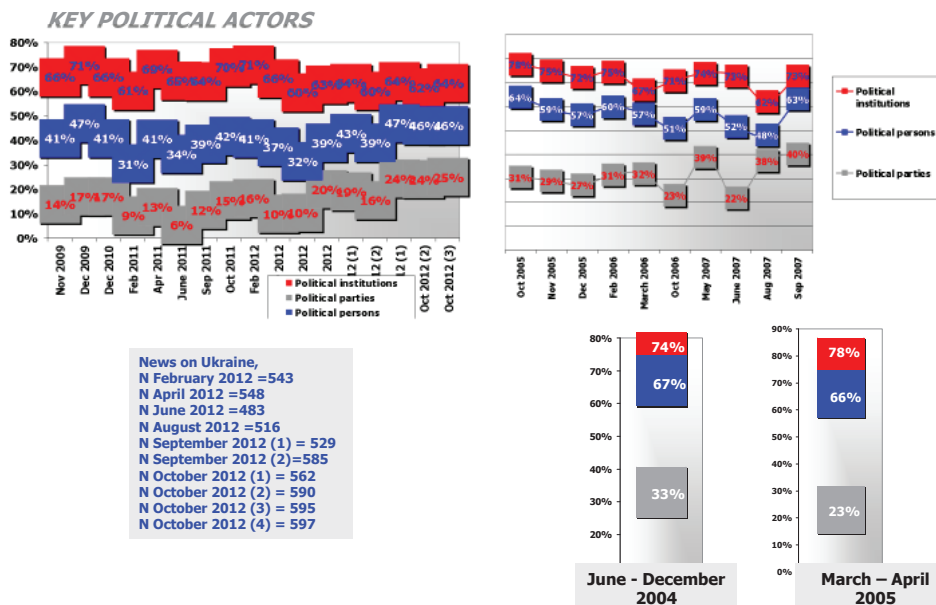 KEY POLITICAL ACTORS
80%
70%
60%
50%
40%
30%
20%
10%
0%
66% 71% 66% 61% 69% 70% 71% 66% 60% 63% 64% 60% 64% 62% 64%
41% 47% 41% 31% 41% 34% 39% 42% 41% 37% 32% 39% 43% 39% 47% 46% 46%
14% 17% 17% 9% 13% 6% 12% 15% 16% 10% 10% 20% 19% 16% 24% 24% 25%
Nov 2009
Dec 2009
Dec 2010
Feb 2011
Apr 2011
June 2011
Sep 2011
Oct 2011
Feb 2012
2012
2012
2012
12 (1)
12 (2)
12 (1)
Oct 2012 (2)
Oct 2012 (3)
Political institutions
Political parties
Political persons
78% 75% 72% 75% 67% 71% 74% 73% 62% 72%
64% 59% 57% 60% 57% 51% 59% 52% 48% 63%
31% 29% 27% 31% 32% 23% 39% 22% 38% 40%
Oct 2005
Nov 2005
Dec 2005
Feb 2006
March 2006
Oct 2006
May 2007
June 2007
Aug 2007
Sep 2007
Political
institutions
Political persons
Political parties
News on Ukraine,
N February 2012 =543
N April 2012 =548
N June 2012 =483
N August 2012 =516
N September 2012 (1) = 529
N September 2012 (2)=585
N October 2012 (1) = 562
N October 2012 (2) = 590
N October 2012 (3) = 595
N October 2012 (4) = 597
80%
70%
60%
50%
40%
30%
20%
74%
67%
33%
June - December
2004
90%
80%
70%
60%
50%
40%
30%
20%
10%
0%
78%
66%
23%
March – April
2005